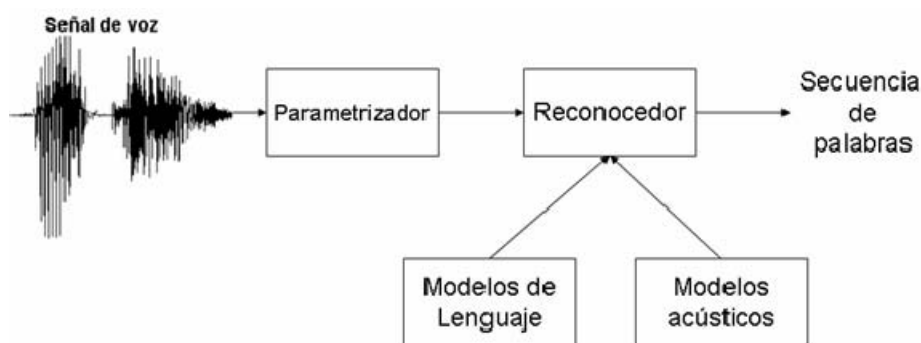 Señal de voz
Parametrizador
Reconocedor
Secuencia
de
palabras
Modelos de
Lenguaje
Modelos
acústicos